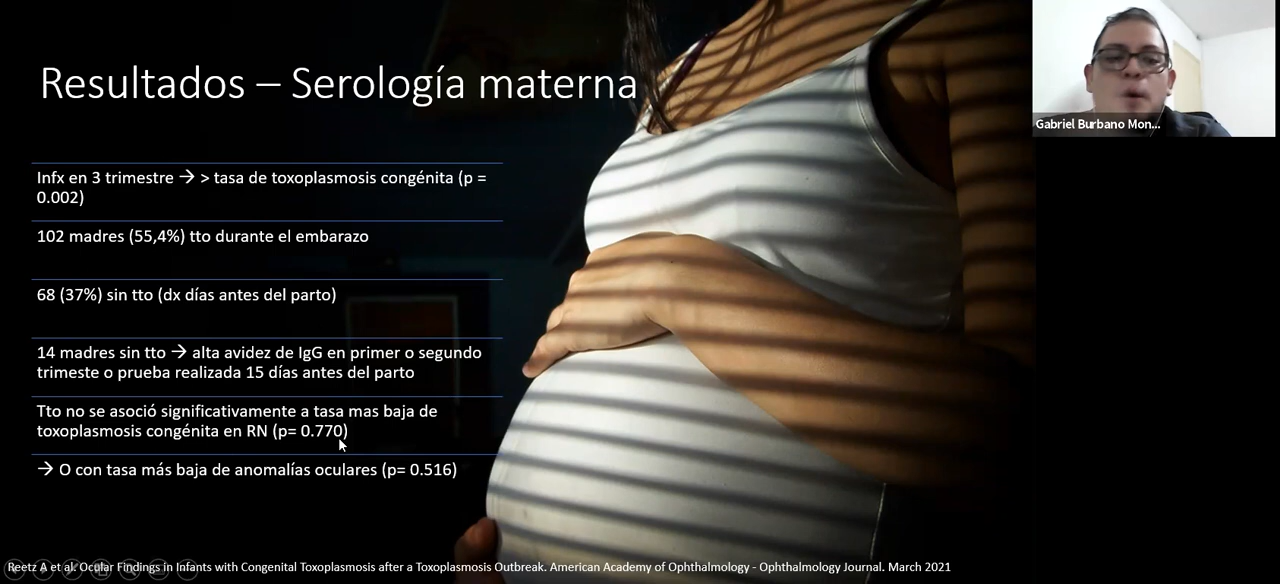 Resultados – Serología materna
Gabriel Burbano Mon...
Infx en 3 trimestre → > tasa de toxoplasmosis congénita (p =
0.002)
102 madres (55,4%) tto durante el embarazo
68 (37%) sin tto (dx días antes del parto)
14 madres sin tto → alta avidez de IgG en primer o segundo
trimeste o prueba realizada 15 días antes del parto
Tto no se asoció significativamente a tasa mas baja de
toxoplasmosis congénita en RN (p= 0.770)
→ O con tasa más baja de anomalías oculares (p= 0.516)
Reetz A et al. Ocular Findings in Infants with Congenital Toxoplasmosis after a Toxoplasmosis Outbreak. American Academy of Ophthalmology - Ophthalmology Journal. March 2021